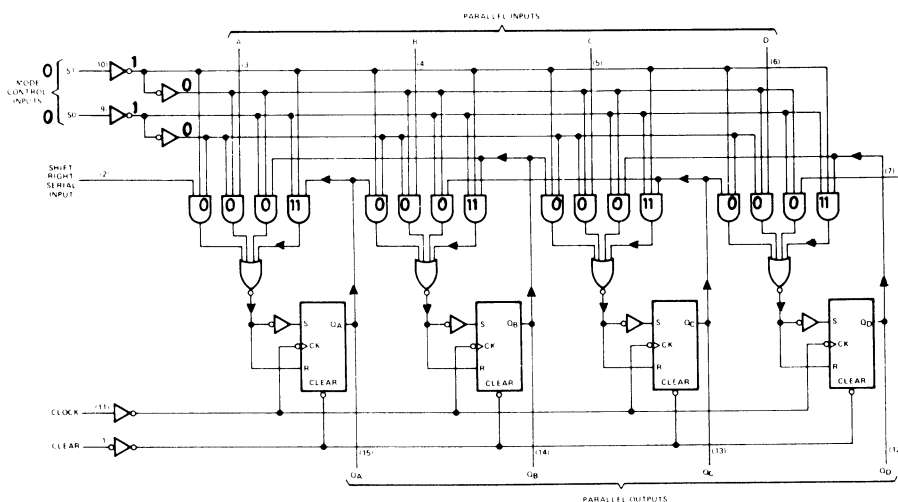 PARALLEL INPUTS
A B C D
0 S1 (10) 1 (3 (4 (5) (6)
MODE CONTROL INPUTS
0
0 S0 9) 1
0
SHIFT RIGHT SERIAL INPUT (2 (7)
0 0 0 11 0 0 0 11 0 0 0 11 0 0 0 11
S QA S QB S QC S QD
CK CK CK CK
R R R R
CLEAR CLEAR CLEAR CLEAR
CLOCK (11)
CLEAR 1
(15) (14) (13) (12
QA QB QC QD
PARALLEL OUTPUTS